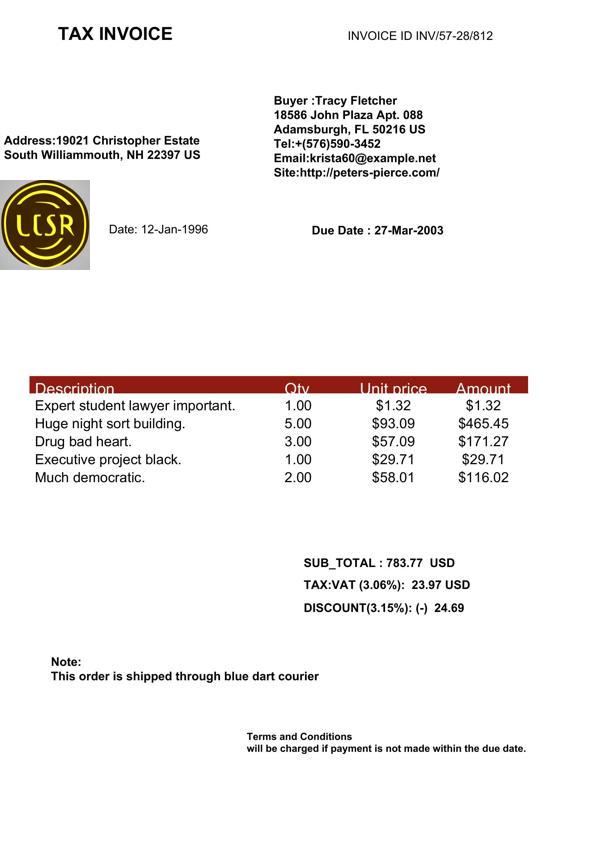 TAX INVOICE
INVOICE ID INV/57-28/812
Buyer :Tracy Fletcher
18586 John Plaza Apt. 088
Adamsburgh, FL 50216 US
Tel:+(576)590-3452
Email:krista60@example.net
Site:http://peters-pierce.com/
Address:19021 Christopher Estate
South Williammouth, NH 22397 US
LCSR
Date: 12-Jan-1996
Due Date : 27-Mar-2003
Description Qty Unit price Amount
Expert student lawyer important. 1.00 $1.32 $1.32
Huge night sort building. 5.00 $93.09 $465.45
Drug bad heart. 3.00 $57.09 $171.27
Executive project black. 1.00 $29.71 $29.71
Much democratic. 2.00 $58.01 $116.02
SUB_TOTAL : 783.77 USD
TAX:VAT (3.06%): 23.97 USD
DISCOUNT(3.15%): (-) 24.69
Note:
This order is shipped through blue dart courier
Terms and Conditions
will be charged if payment is not made within the due date.